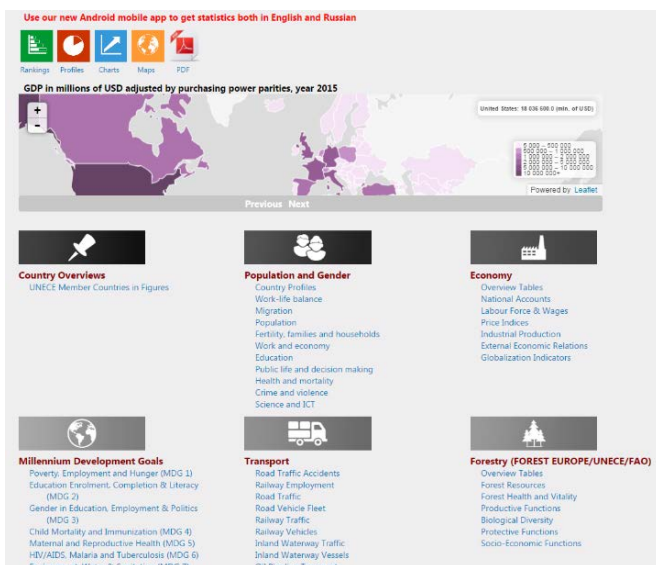 Use our new Android mobile app to get statistics both in English and Russian
Rankings Profiles Charts Maps PDF
GDP in millions of USD adjusted by purchasing power parities, year 2015
+
-
United States: 18 036 600.0 (mln. of USD)
10 000 000+
Powered by Leaflet
Previous Next
Country Overviews
UNECE Member Countries in Figures
Population and Gender
Country Profiles
Work-life balance
Migration
Population
Fertility, families and households
Work and economy
Education
Public life and decision making
Health and mortality
Crime and violence
Science and ICT
Economy
Overview Tables
National Accounts
Labour Force & Wages
Price Indices
Industrial Production
External Economic Relations
Globalization Indicators
Millennium Development Goals
Poverty, Employment and Hunger (MDG 1)
Education Enrolment, Completion & Literacy
(MDG 2)
Gender in Education, Employment & Politics
(MDG 3)
Child Mortality and Immunization (MDG 4)
Maternal and Reproductive Health (MDG 5)
HIV/AIDS, Malaria and Tuberculosis (MDG 6)
Transport
Road Traffic Accidents
Railway Employment
Road Traffic
Road Vehicle Fleet
Railway Traffic
Railway Vehicles
Inland Waterway Traffic
Inland Waterway Vessels
Forestry (FOREST EUROPE/UNECE/FAO)
Overview Tables
Forest Resources
Forest Health and Vitality
Productive Functions
Biological Diversity
Protective Functions
Socio-Economic Functions